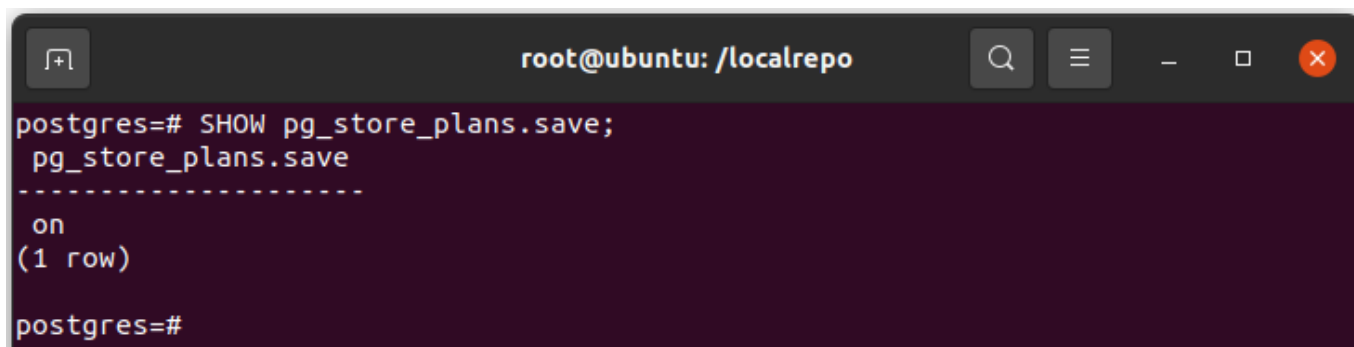 root@ubuntu: /localrepo
postgres=# SHOW pg_store_plans.save;
 pg_store_plans.save
---------------------
 on
(1 row)

postgres=#